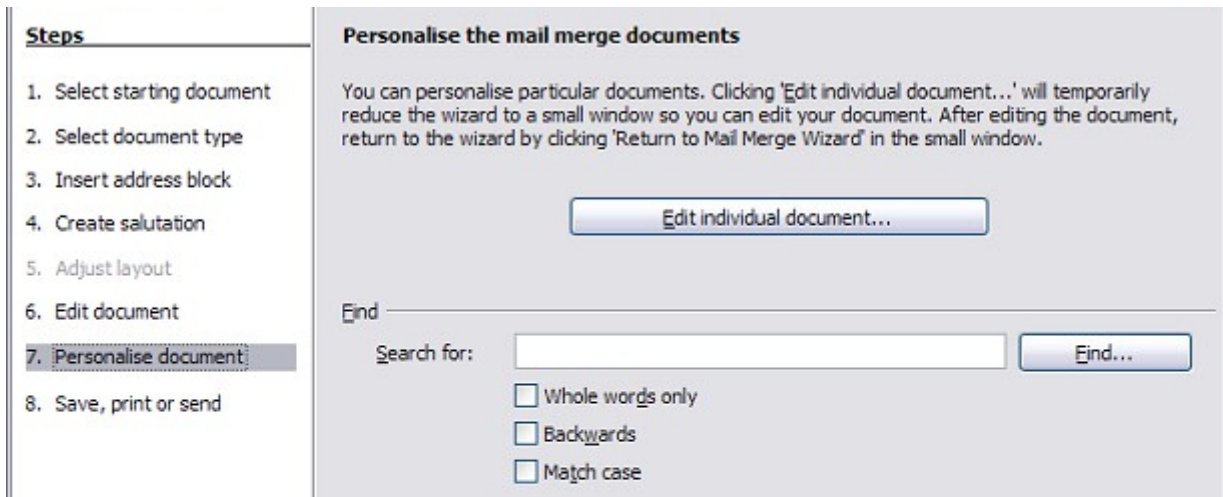 Steps
1. Select starting document
2. Select document type
3. Insert address block
4. Create salutation
5. Adjust layout
6. Edit document
7. Personalise document
8. Save, print or send
Personalise the mail merge documents
You can personalise particular documents. Clicking 'Edit individual document...' will temporarily
reduce the wizard to a small window so you can edit your document. After editing the document,
return to the wizard by clicking 'Return to Mail Merge Wizard' in the small window.
Edit individual document...
Find
Search for:
Find...
Whole words only
Backwards
Match case